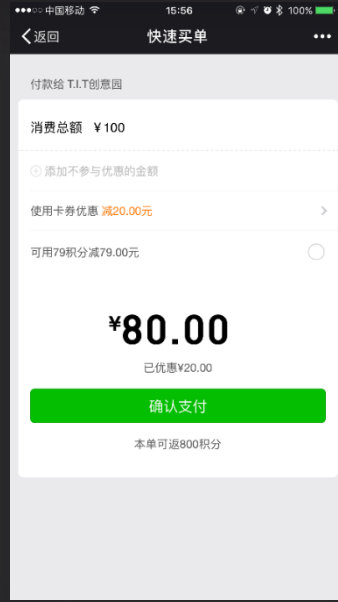 中国移动 15:56 100%
返回 快速买单
付款给 T.I.T创意园
消费总额 ￥100
添加不参与优惠的金额
使用卡券优惠 减20.00元
可用79积分减79.00元
¥80.00
已优惠¥20.00
确认支付
本单可返800积分